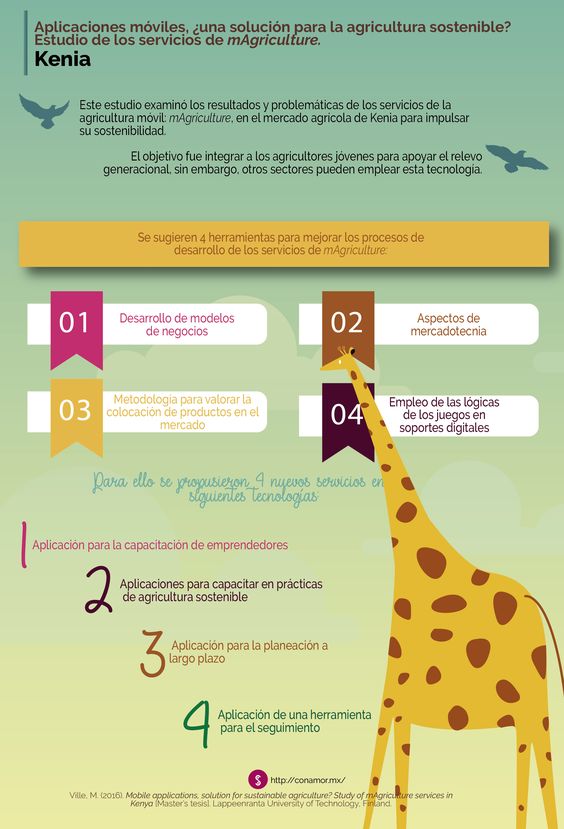 Aplicaciones móviles, ¿una solución para la agricultura sostenible?
Estudio de los servicios de mAgriculture.
Kenia
Este estudio examinó los resultados y problemáticas de los servicios de la
agricultura móvil: mAgriculture, en el mercado agrícola de Kenia para impulsar
su sostenibilidad.
El objetivo fue integrar a los agricultores jóvenes para apoyar el relevo
generacional, sin embargo, otros sectores pueden emplear esta tecnología.
Se sugieren 4 herramientas para mejorar los procesos de
desarrollo de los servicios de mAgriculture:
01
Desarrollo de modelos
de negocios
02
Aspectos de
mercadotecnia
03
Metodología para valorar la
colocación de productos en el
mercado
04
Empleo de las lógicas
de los juegos en
soportes digitales
Para ello se propusieron 4 nuevos servicios en
siguientes tecnologías:
1
Aplicación para la capacitación de emprendedores
2
Aplicaciones para capacitar en prácticas
de agricultura sostenible
3
Aplicación para la planeación a
largo plazo
4
Aplicación de una herramienta
para el seguimiento
http://conamor.mx/
Ville, M. (2016). Mobile applications, solution for sustainable agriculture? Study of mAgriculture services in
Kenya [Master's tesis]. Lappeenranta University of Technology, Finland.